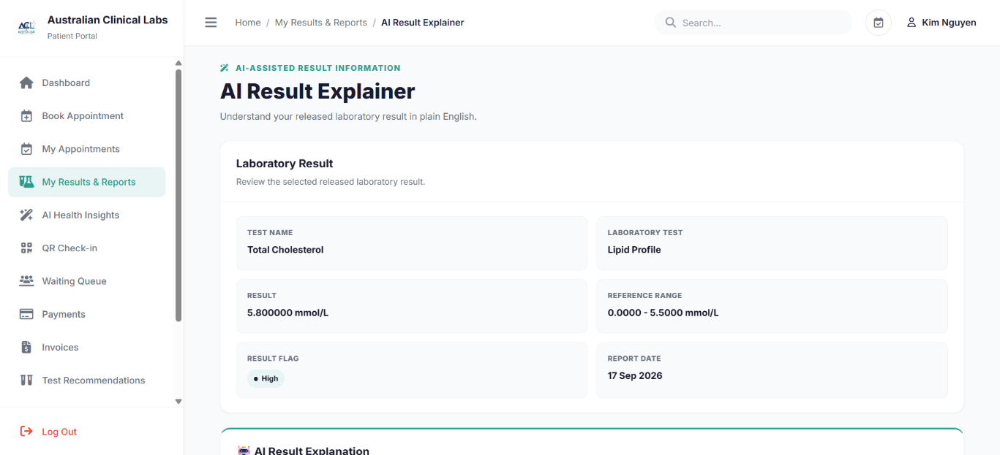 ACL
Australian Clinical Labs
Patient Portal
Home / My Results & Reports / AI Result Explainer
Search...
Kim Nguyen
Dashboard
Book Appointment
My Appointments
My Results & Reports
AI Health Insights
QR Check-in
Waiting Queue
Payments
Invoices
Test Recommendations
Log Out
AI-ASSISTED RESULT INFORMATION
AI Result Explainer
Understand your released laboratory result in plain English.
Laboratory Result
Review the selected released laboratory result.
TEST NAME
Total Cholesterol
LABORATORY TEST
Lipid Profile
RESULT
5.800000 mmol/L
REFERENCE RANGE
0.0000 - 5.5000 mmol/L
RESULT FLAG
High
REPORT DATE
17 Sep 2026
AI Result Explanation